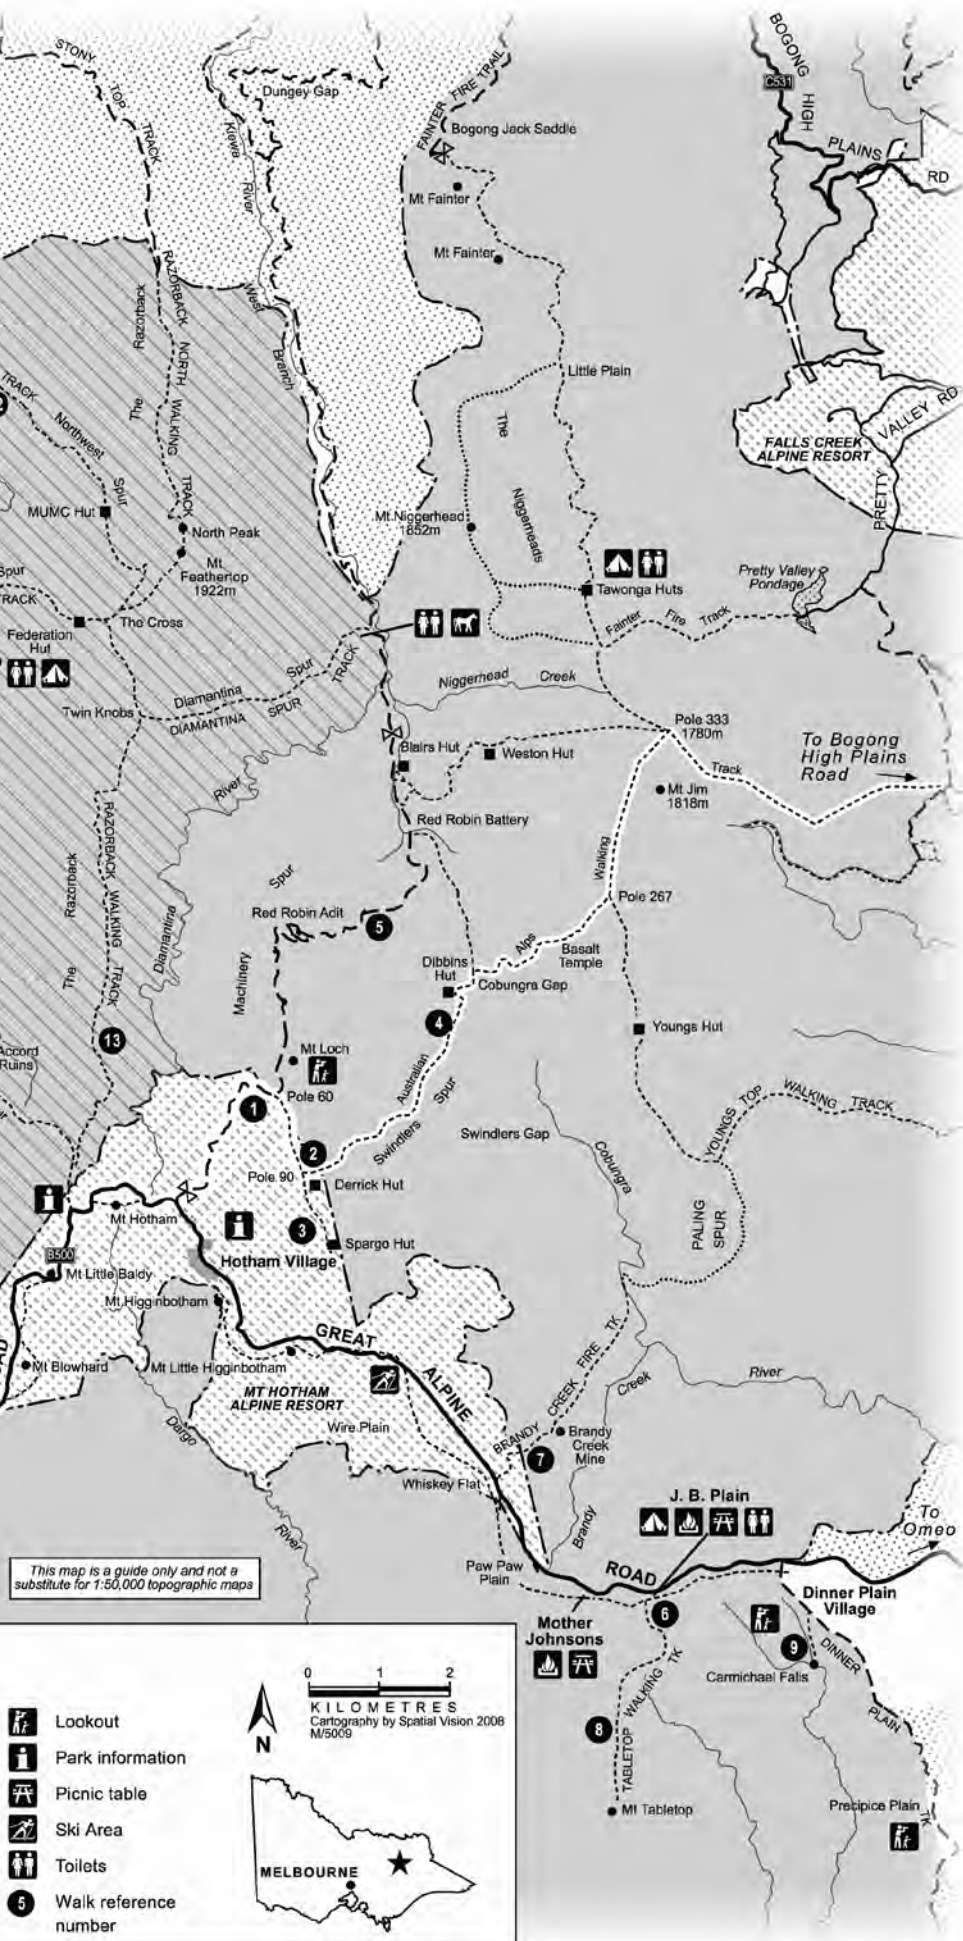 STONY
TOP
TRACK
Dungey Gap
Kiewa
River
West
Branch
FAINTER FIRE TRAIL
Bogong Jack Saddle
Mt Fainter
Mt Fainter
BOGONG
HIGH
PLAINS
RD
C531
The
Razorback
RAZORBACK
NORTH
WALKING
TRACK
Little Plain
TRACK
Northwest
Spur
MUMC Hut
North Peak
Mt
Feathertop
1922m
The
Niggerheads
Mt Niggerhead
1852m
FALLS CREEK
ALPINE RESORT
PRETTY
VALLEY RD
Pretty Valley
Pondage
Tawonga Huts
Fainter Fire Track
Spur
TRACK
Federation
Hut
The Cross
Twin Knobs
Diamantina Spur
DIAMANTINA SPUR
TRACK
Niggerhead Creek
Pole 333
1780m
To Bogong
High Plains
Road
Track
Blairs Hut
Weston Hut
Mt Jim
1818m
River
Diamantina
Red Robin Battery
RAZORBACK WALKING TRACK
The
Razorback
Spur
Machinery
Red Robin Adit
5
Walking
Pole 267
Alps
Basalt
Temple
Dibbins
Hut
Cobungra Gap
4
Youngs Hut
13
Accord
Ruins
Mt Loch
Australian
Swindlers
Spur
1
Pole 60
2
Swindlers Gap
Cobungra
YOUNGS TOP WALKING TRACK
Pole 90
Derrick Hut
PALING
SPUR
Mt Hotham
3
Spargo Hut
Hotham Village
B500
Mt Little Baldy
Mt Higginbotham
GREAT
ALPINE
ROAD
Mt Blowhard
Mt Little Higginbotham
MT HOTHAM
ALPINE RESORT
Wire Plain
BRANDY CREEK FIRE TK
Creek
River
Dargo
River
Brandy
Creek
Mine
7
Whiskey Flat
J. B. Plain
To
Omeo
Brandy
Paw Paw
Plain
Dinner Plain
Village
Mother
Johnsons
6
9
Carmichael Falls
DINNER
PLAIN
TK
8
TABLETOP WALKING TK
Mt Tabletop
Precipice Plain
This map is a guide only and not a
substitute for 1:50,000 topographic maps
0 1 2
KILOMETRES
Cartography by Spatial Vision 2008
M/5009
N
MELBOURNE
Lookout
Park information
Picnic table
Ski Area
Toilets
5 Walk reference
number